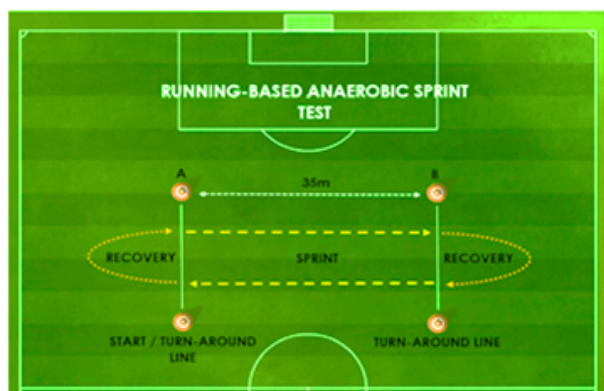 RUNNING-BASED ANAEROBIC SPRINT
TEST
A
B
35m
RECOVERY
SPRINT
RECOVERY
START / TURN-AROUND
LINE
TURN-AROUND LINE